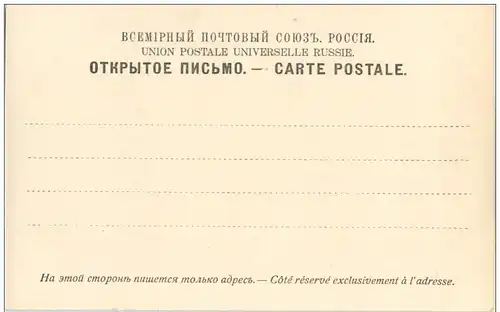 ВСЕМІРНЫЙ ПОЧТОВЫЙ СОЮЗЪ. РОССІЯ.
UNION POSTALE UNIVERSELLE RUSSIE.
ОТКРЫТОЕ ПИСЬМО. — CARTE POSTALE.
На этой сторонѣ пишется только адресъ. — Côté réservé exclusivement à l'adresse.